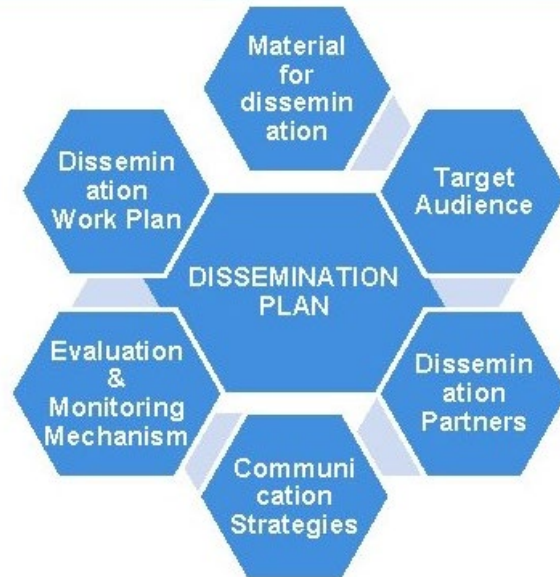 Material
for
dissemin
ation
Target
Audience
Dissemin
ation
Partners
Communi
cation
Strategies
Evaluation
&
Monitoring
Mechanism
Dissemin
ation
Work Plan
DISSEMINATION
PLAN